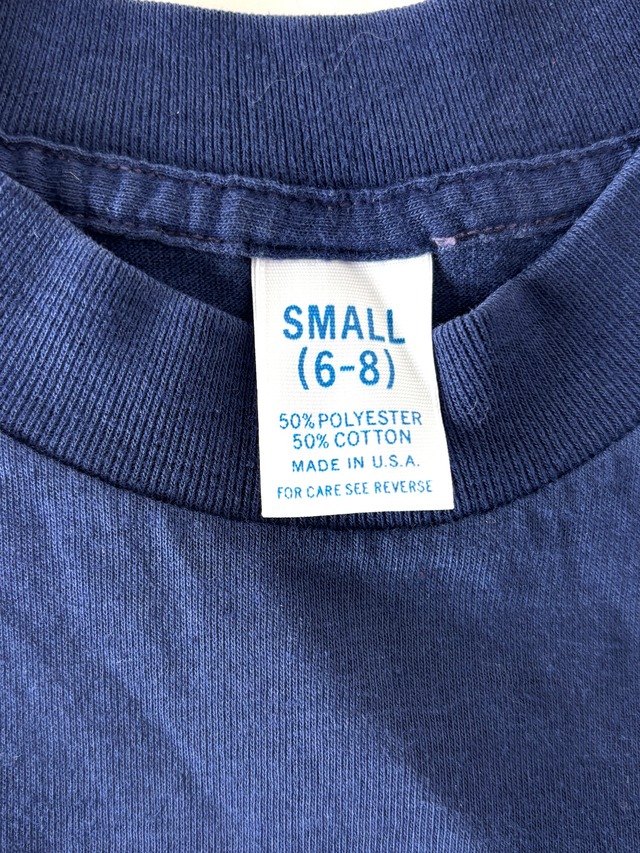 SMALL
(6-8)
50% POLYESTER
50% COTTON
MADE IN U.S.A.
FOR CARE SEE REVERSE